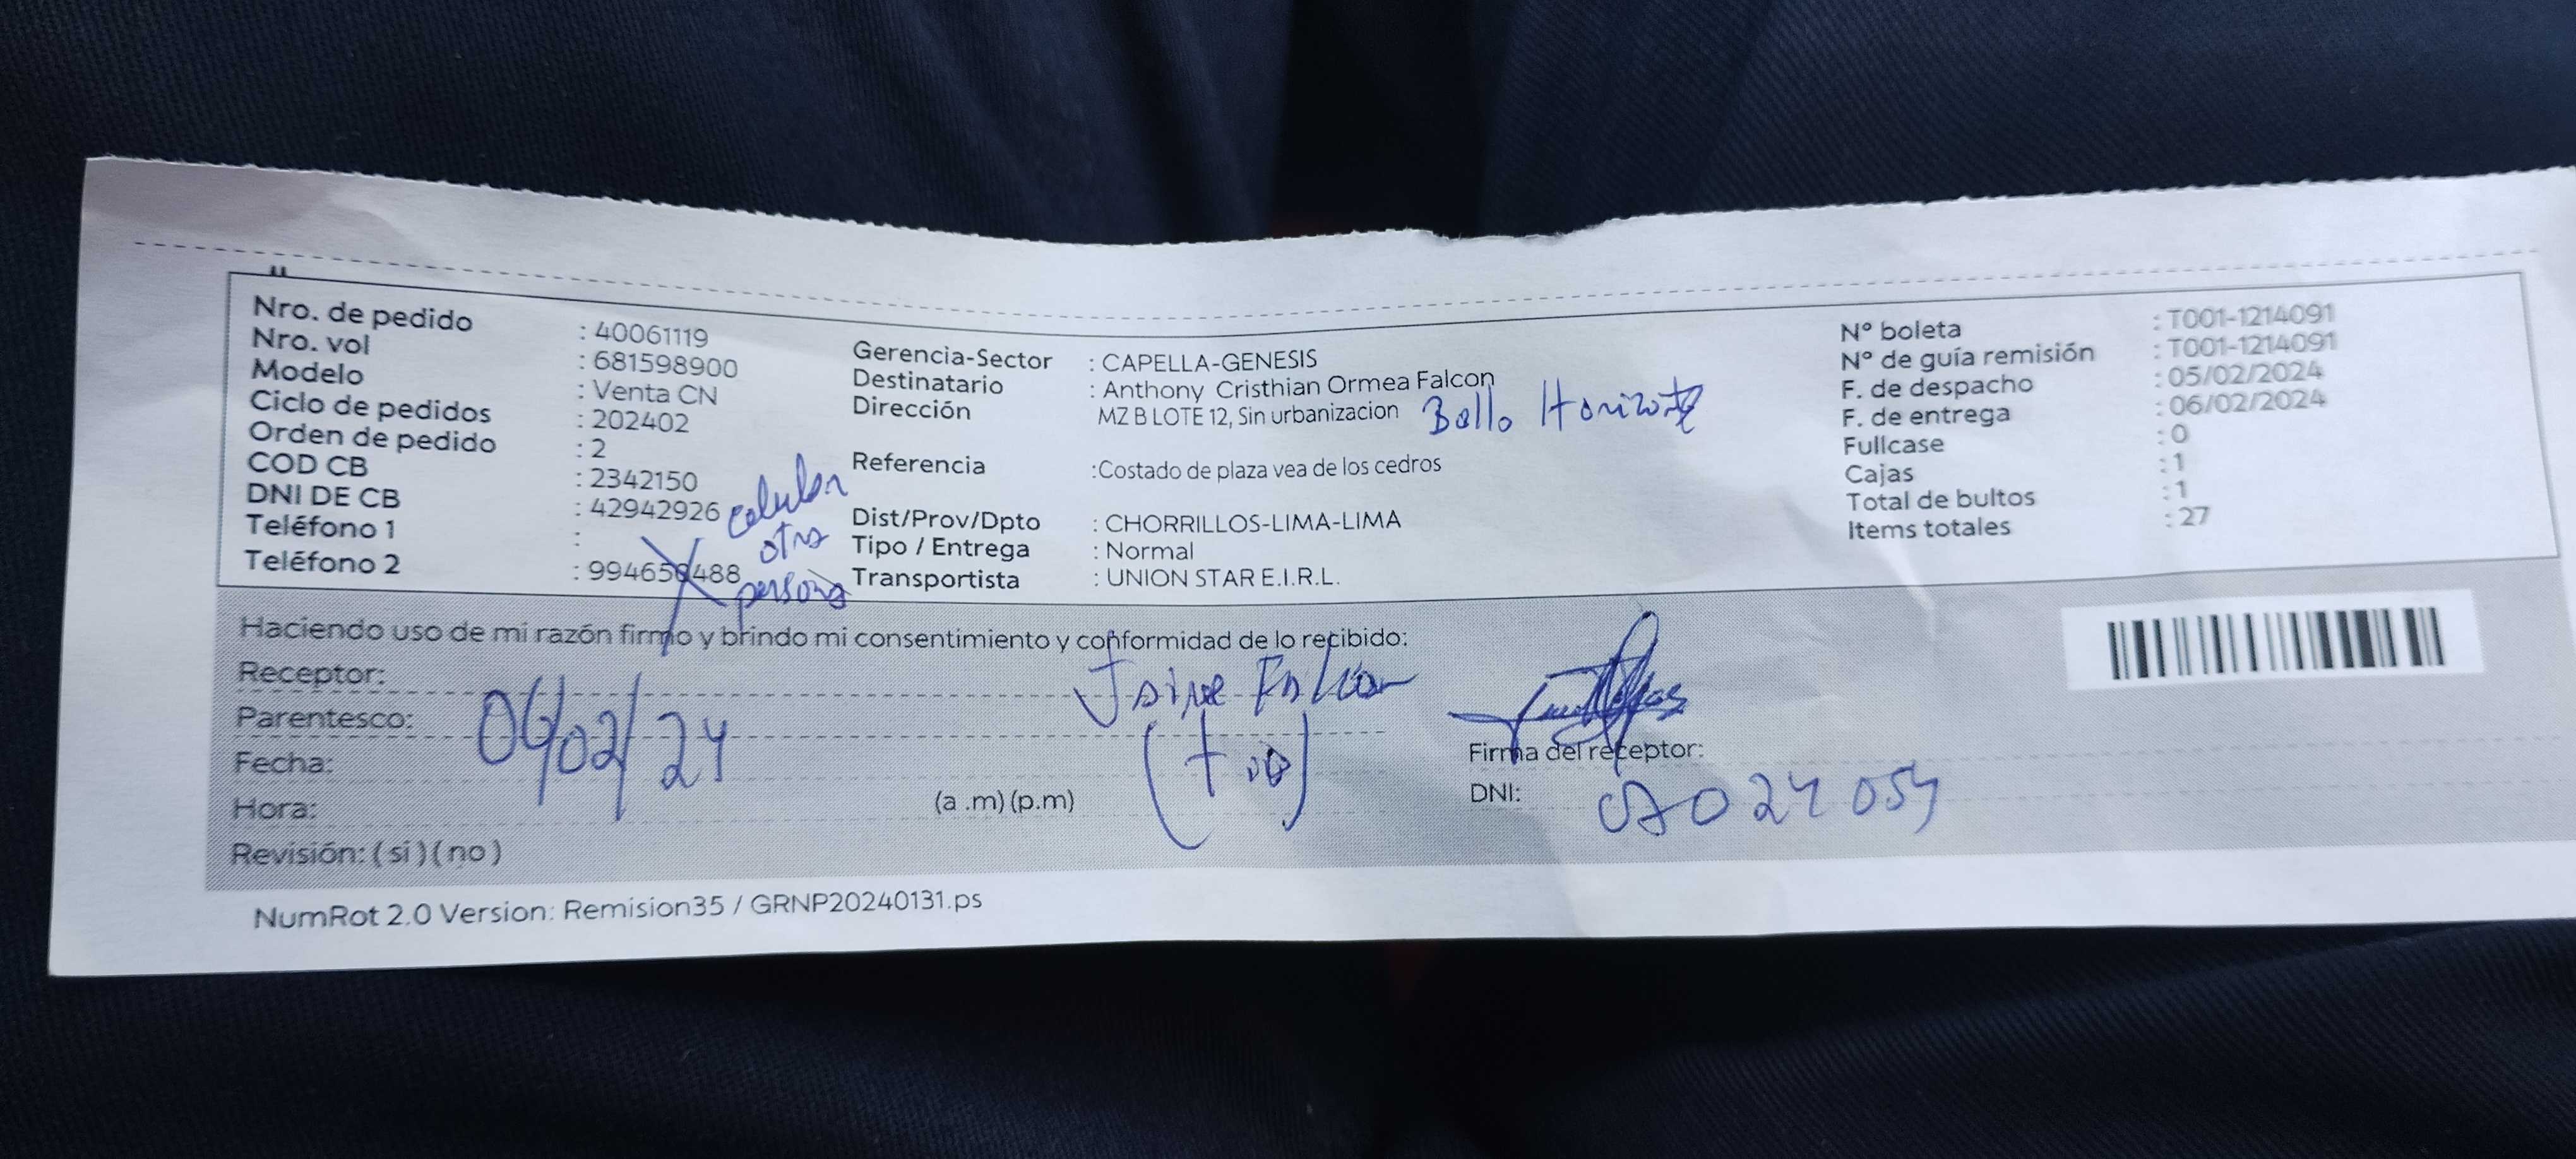 Nro. de pedido : 40061119
Nro. vol : 681598900
Modelo : Venta CN
Ciclo de pedidos : 202402
Orden de pedido : 2
COD CB : 2342150
DNI DE CB : 42942926
Teléfono 1 :
Teléfono 2 : 994650488
celular
otra
persona
Gerencia-Sector : CAPELLA-GENESIS
Destinatario : Anthony Cristhian Ormea Falcon
Dirección MZ B LOTE 12, Sin urbanizacion Bello Horizonte
Referencia :Costado de plaza vea de los cedros
Dist/Prov/Dpto : CHORRILLOS-LIMA-LIMA
Tipo / Entrega : Normal
Transportista : UNION STAR E.I.R.L.
N° boleta : T001-1214091
N° de guía remisión : T001-1214091
F. de despacho : 05/02/2024
F. de entrega : 06/02/2024
Fullcase : 0
Cajas : 1
Total de bultos : 1
Items totales : 27
Haciendo uso de mi razón firmo y brindo mi consentimiento y conformidad de lo recibido:
Receptor: Jaime Falcon
Parentesco:
Fecha: 06/02/24
Hora: (a .m) (p.m)
Revisión: ( si ) ( no )
Firma del receptor:
DNI:
NumRot 2.0 Version: Remision35 / GRNP20240131.ps